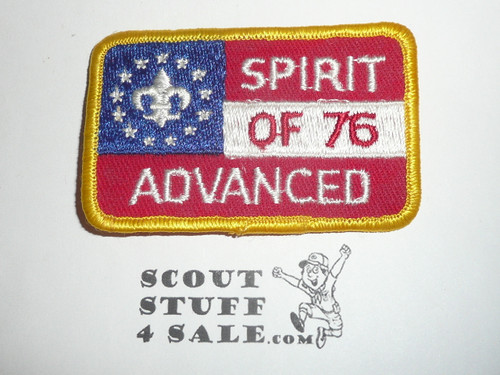 SPIRIT
OF 76
ADVANCED
SCOUT
STUFF
4 SALE.COM